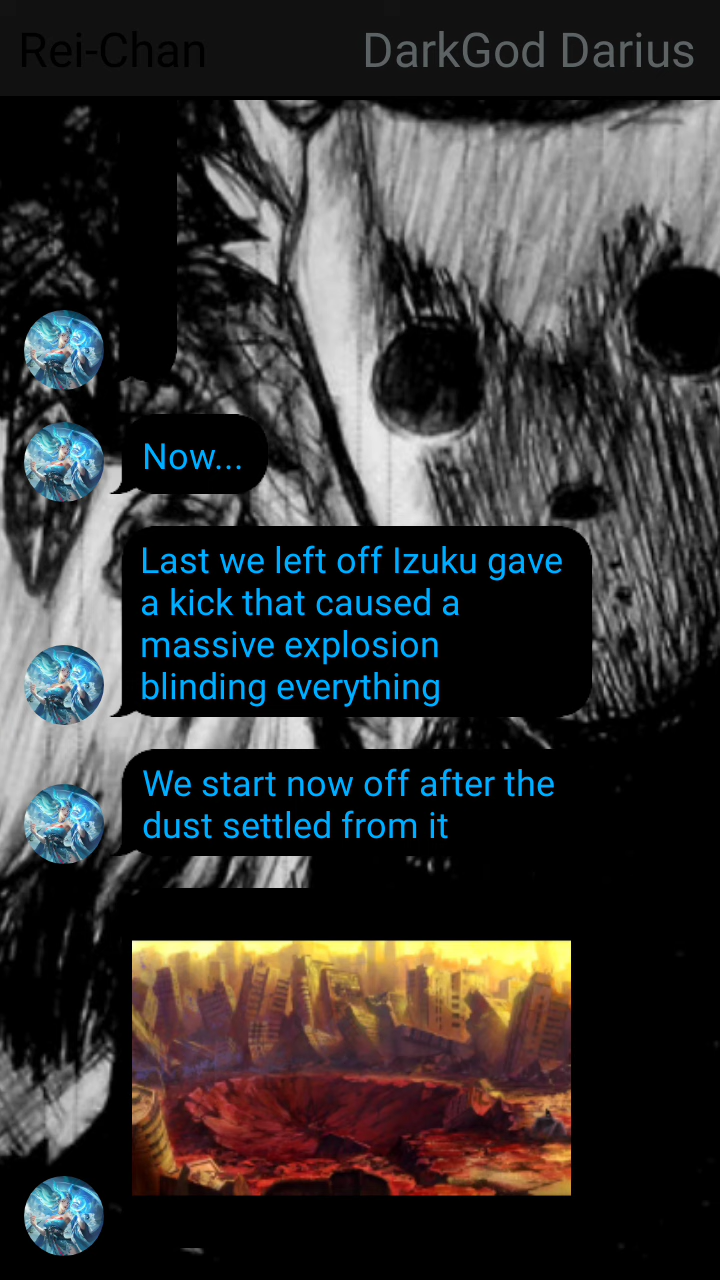 Rei-Chan
DarkGod Darius
Now...
Last we left off Izuku gave
a kick that caused a
massive explosion
blinding everything
We start now off after the
dust settled from it